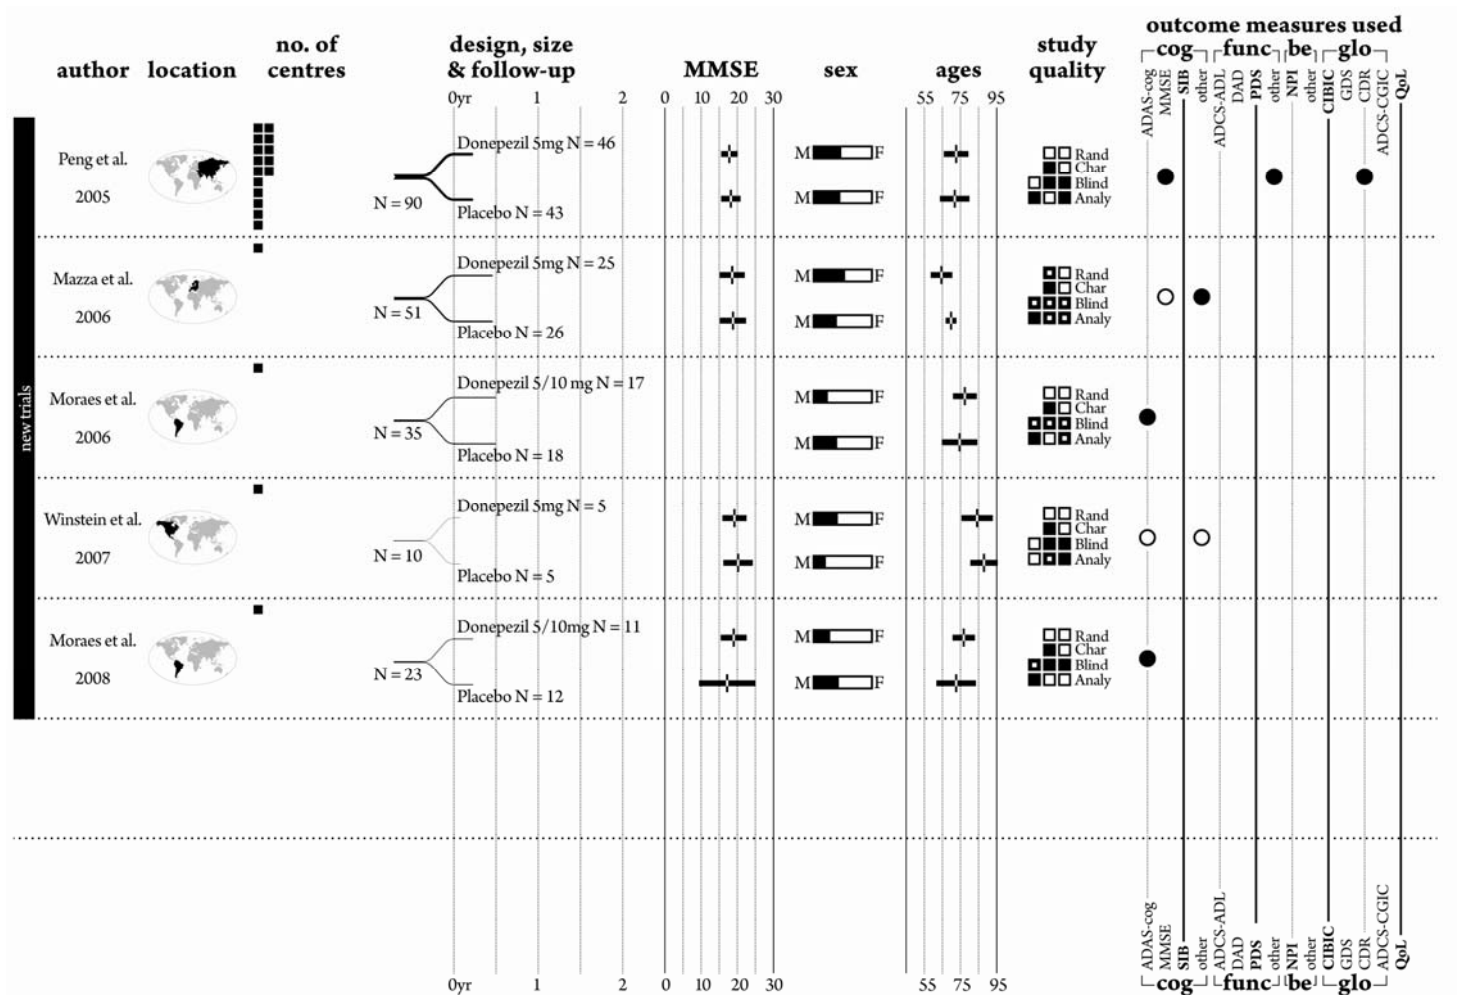 outcome measures used
no. of centres
design, size & follow-up
study quality
cog func be glo
author location MMSE sex ages
ADAS-cog MMSE SIB other ADCS-ADL DAD PDS other NPI other CIBIC GDS CDR ADCS-CGIC QoL
0yr 1 2 0 10 20 30 55 75 95
new trials
Peng et al.
2005
N = 90
Donepezil 5mg N = 46
Placebo N = 43
M F
M F
Rand
Char
Blind
Analy
Mazza et al.
2006
N = 51
Donepezil 5mg N = 25
Placebo N = 26
M F
M F
Rand
Char
Blind
Analy
Moraes et al.
2006
N = 35
Donepezil 5/10 mg N = 17
Placebo N = 18
M F
M F
Rand
Char
Blind
Analy
Winstein et al.
2007
N = 10
Donepezil 5mg N = 5
Placebo N = 5
M F
M F
Rand
Char
Blind
Analy
Moraes et al.
2008
N = 23
Donepezil 5/10mg N = 11
Placebo N = 12
M F
M F
Rand
Char
Blind
Analy
ADAS-cog MMSE SIB other ADCS-ADL DAD PDS other NPI other CIBIC GDS CDR ADCS-CGIC QoL
0yr 1 2 0 10 20 30 55 75 95
cog func be glo